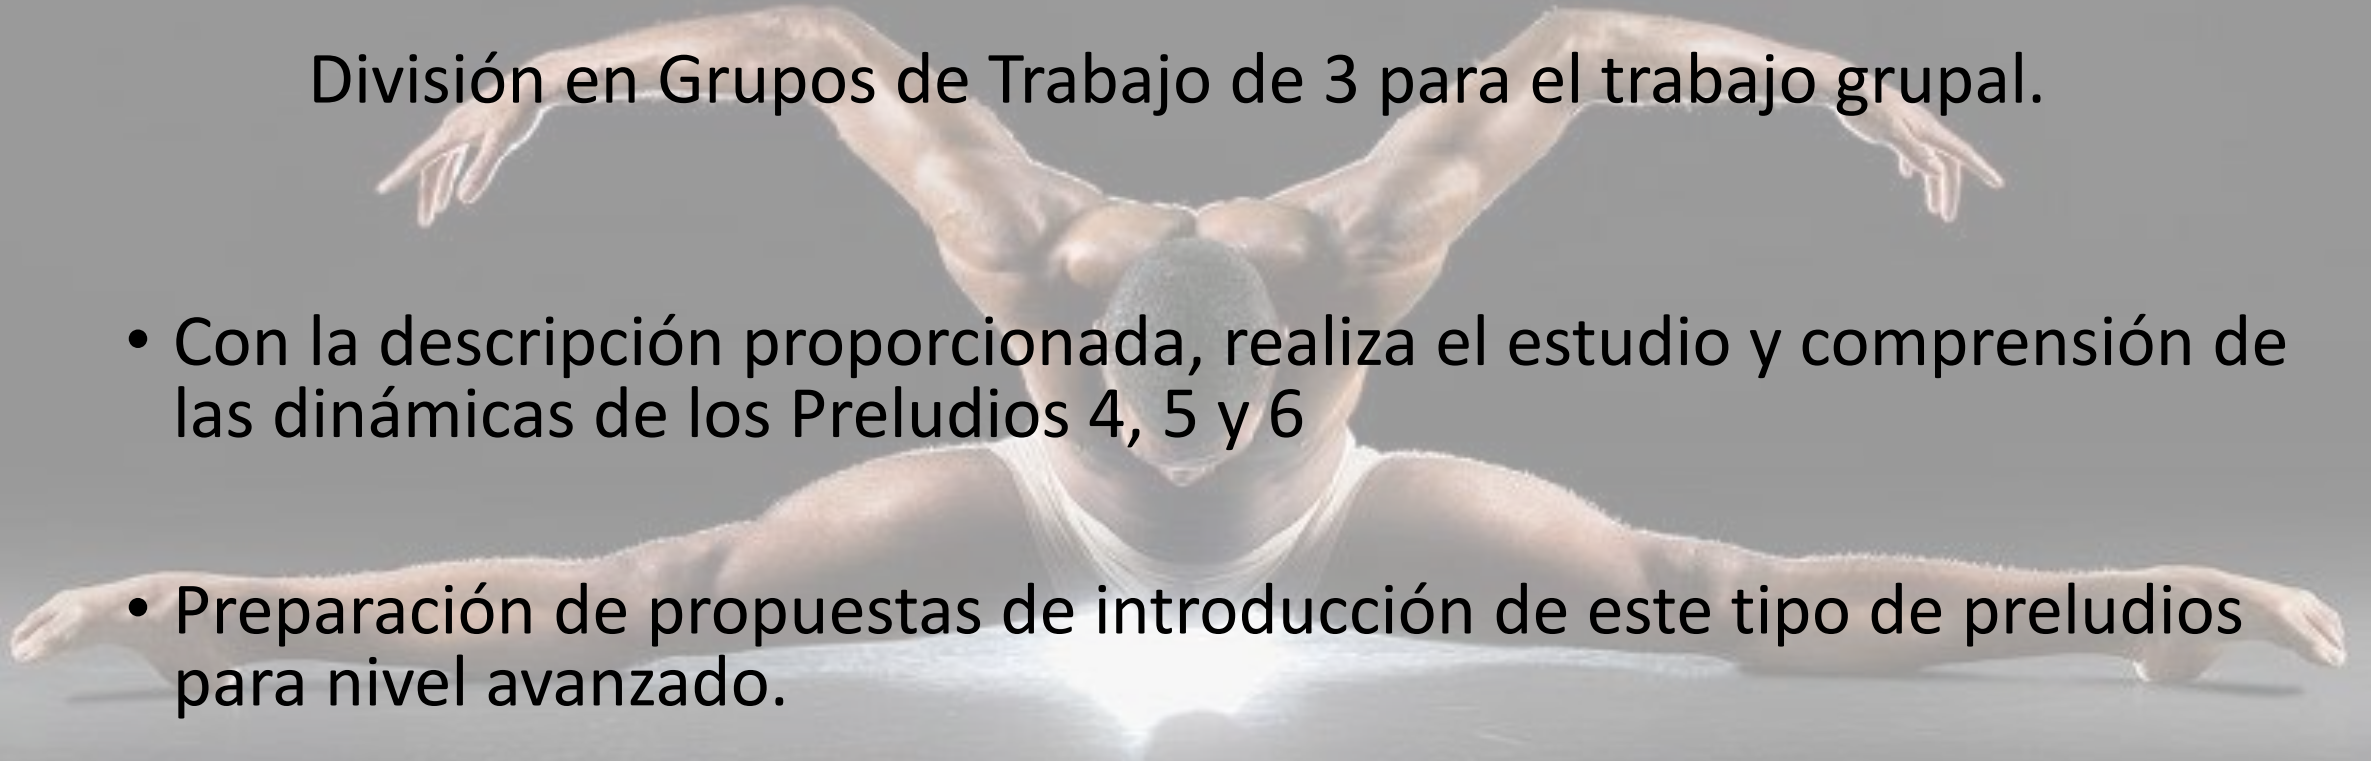 División en Grupos de Trabajo de 3 para el trabajo grupal.
• Con la descripción proporcionada, realiza el estudio y comprensión de
las dinámicas de los Preludios 4, 5 y 6
• Preparación de propuestas de introducción de este tipo de preludios
para nivel avanzado.